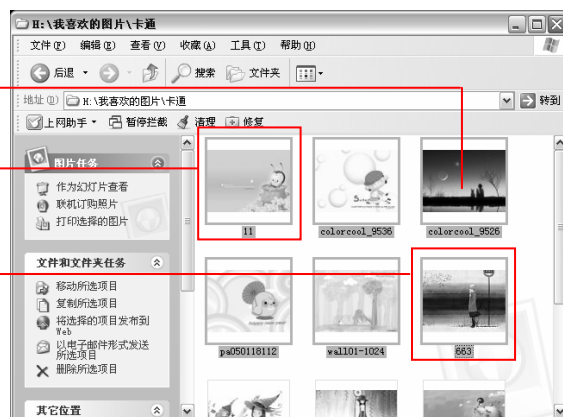 H:\我喜欢的图片\卡通
文件(F) 编辑(E) 查看(V) 收藏(A) 工具(T) 帮助(H)
后退 搜索 文件夹
地址(D) H:\我喜欢的图片\卡通 转到
上网助手 暂停拦截 清理 修复
图片任务
作为幻灯片查看
联机订购照片
打印选择的图片
文件和文件夹任务
移动所选项目
复制所选项目
将选择的项目发布到
Web
以电子邮件形式发送
所选项目
删除所选项目
其它位置
11 colorcool_9536 colorcool_9526
pa050118112 wall01-1024 663